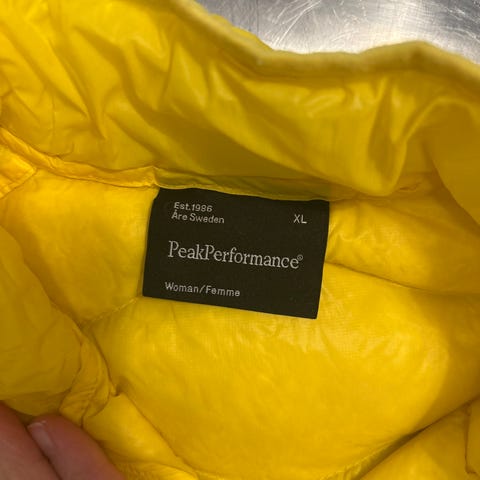 Est.1986
Åre Sweden
XL
PeakPerformance®
Woman/Femme